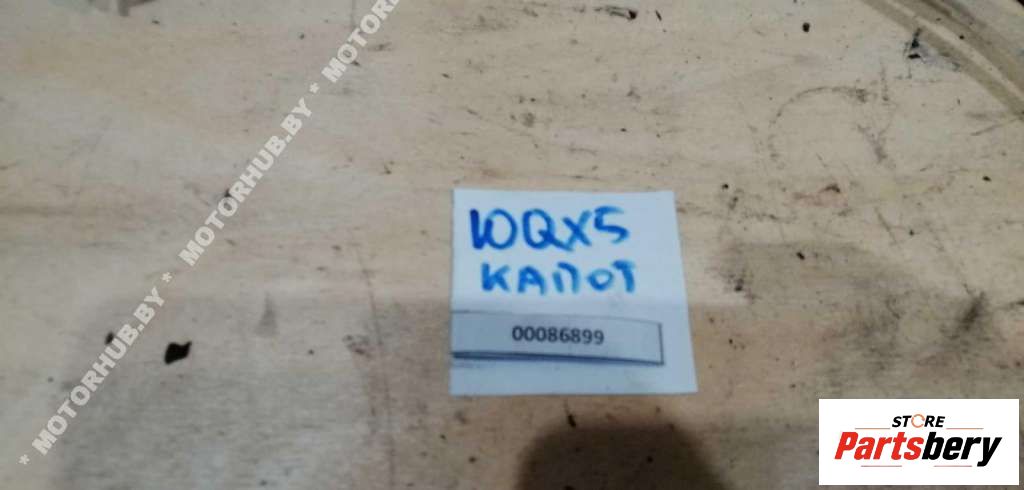 * MOTORHUB.BY * MOTORHUB.BY * MOTOR
10QX5
КАПОТ
00086899
STORE
Partsbery